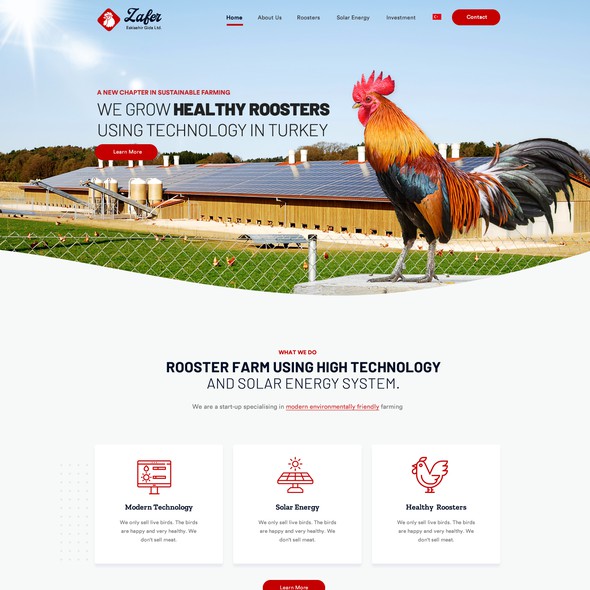 Zafer
Entwistle Gıda Ltd.
Home
About Us
Roosters
Solar Energy
Investment
Contact
A NEW CHAPTER IN SUSTAINABLE FARMING
WE GROW HEALTHY ROOSTERS
USING TECHNOLOGY IN TURKEY
Learn More
WHAT WE DO
ROOSTER FARM USING HIGH TECHNOLOGY
AND SOLAR ENERGY SYSTEM.
We are a start-up specialising in modern environmentally friendly farming
Modern Technology
We only sell live birds. The birds
are happy and very healthy. We
don't sell meat.
Solar Energy
We only sell live birds. The birds
are happy and very healthy. We
don't sell meat.
Healthy Roosters
We only sell live birds. The birds
are happy and very healthy. We
don't sell meat.
Learn More